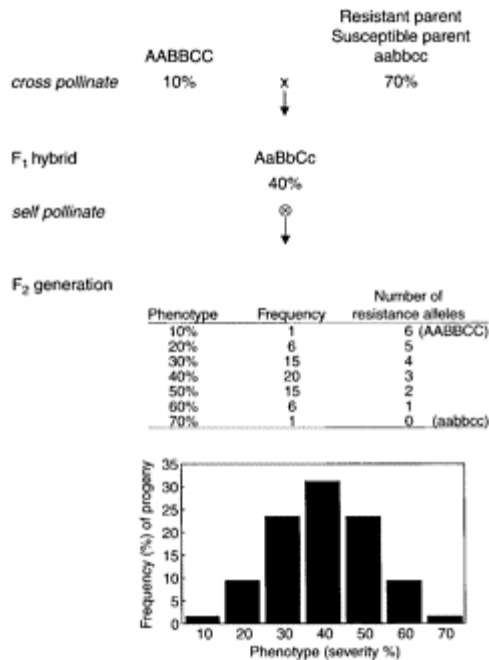 Resistant parent
Susceptible parent
AABBCC aabbcc
cross pollinate 10% x 70%
F1 hybrid AaBbCc
40%
self pollinate ⊗
F2 generation
Number of
Phenotype Frequency resistance alleles
10% 1 6 (AABBCC)
20% 6 5
30% 15 4
40% 20 3
50% 15 2
60% 6 1
70% 1 0 (aabbcc)
Frequency (%) of progeny
35
30
25
20
15
10
5
0
10 20 30 40 50 60 70
Phenotype (severity %)